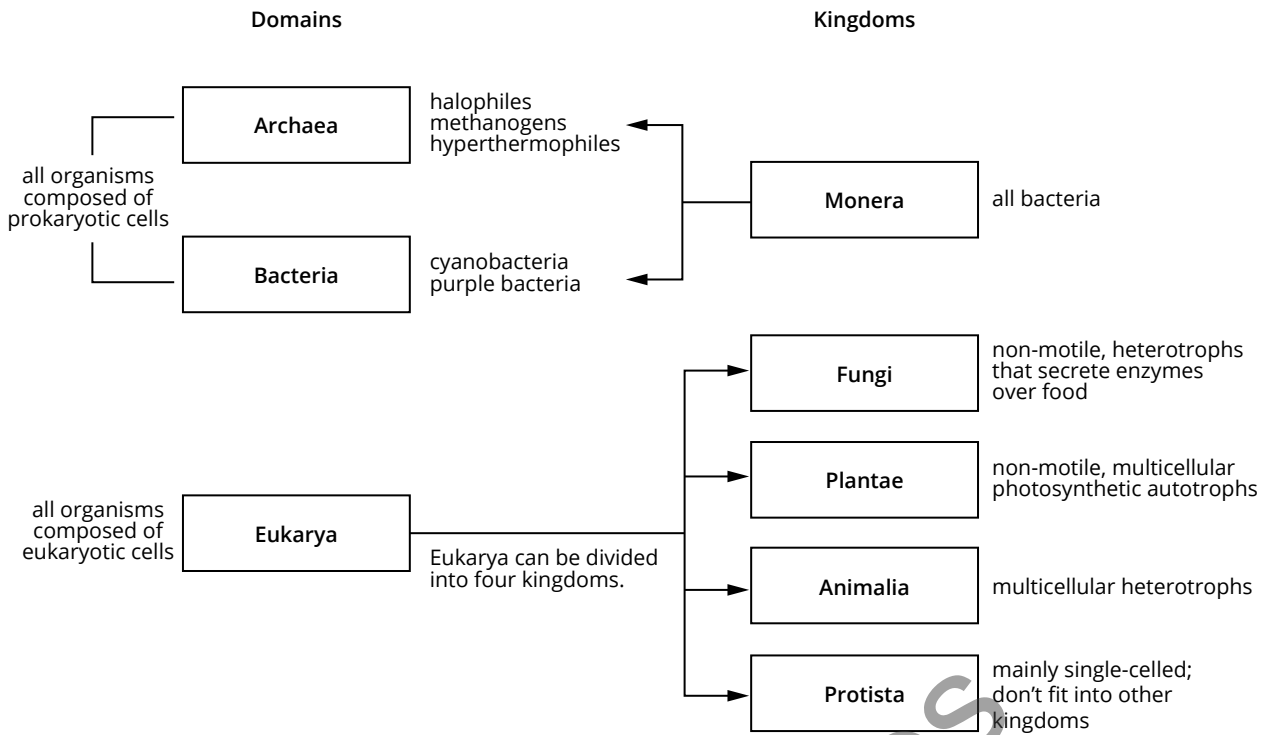 Domains
Kingdoms
Archaea
halophiles
methanogens
hyperthermophiles
all organisms
composed of
prokaryotic cells
Monera
all bacteria
Bacteria
cyanobacteria
purple bacteria
Fungi
non-motile, heterotrophs
that secrete enzymes
over food
Plantae
non-motile, multicellular
photosynthetic autotrophs
all organisms
composed of
eukaryotic cells
Eukarya
Eukarya can be divided
into four kingdoms.
Animalia
multicellular heterotrophs
Protista
mainly single-celled;
don’t fit into other
kingdoms